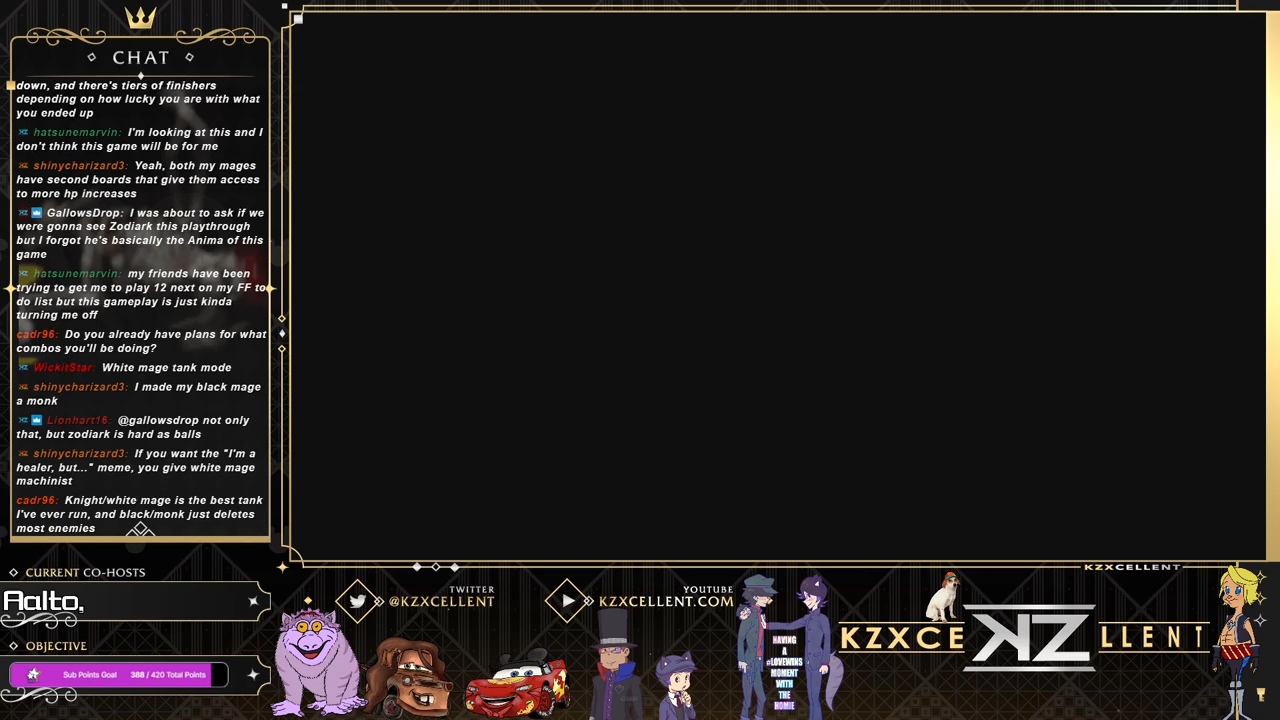 CHAT
down, and there's tiers of finishers
depending on how lucky you are with what
you ended up
hatsunemarvin: I'm looking at this and I
don't think this game will be for me
shinycharizard3: Yeah, both my mages
have second boards that give them access
to more hp increases
GallowsDrop: I was about to ask if we
were gonna see Zodiark this playthrough
but I forgot he's basically the Anima of this
game
hatsunemarvin: my friends have been
trying to get me to play 12 next on my FF to
do list but this gameplay is just kinda
turning me off
cadr96: Do you already have plans for what
combos you'll be doing?
WickitStar: White mage tank mode
shinycharizard3: I made my black mage
a monk
Lionhart16: @gallowsdrop not only
that, but zodiark is hard as balls
shinycharizard3: If you want the "I'm a
healer, but..." meme, you give white mage
machinist
cadr96: Knight/white mage is the best tank
I've ever run, and black/monk just deletes
most enemies
CURRENT CO-HOSTS
Aalto.
OBJECTIVE
Sub Points Goal 388 / 420 Total Points
TWITTER
@KZXCELLENT
YOUTUBE
KZXCELLENT.COM
HAVING
A
#LOVEWINS
MOMENT
WITH
THE
HOMIE
KZXCELLENT
KZXCE KZ LLENT